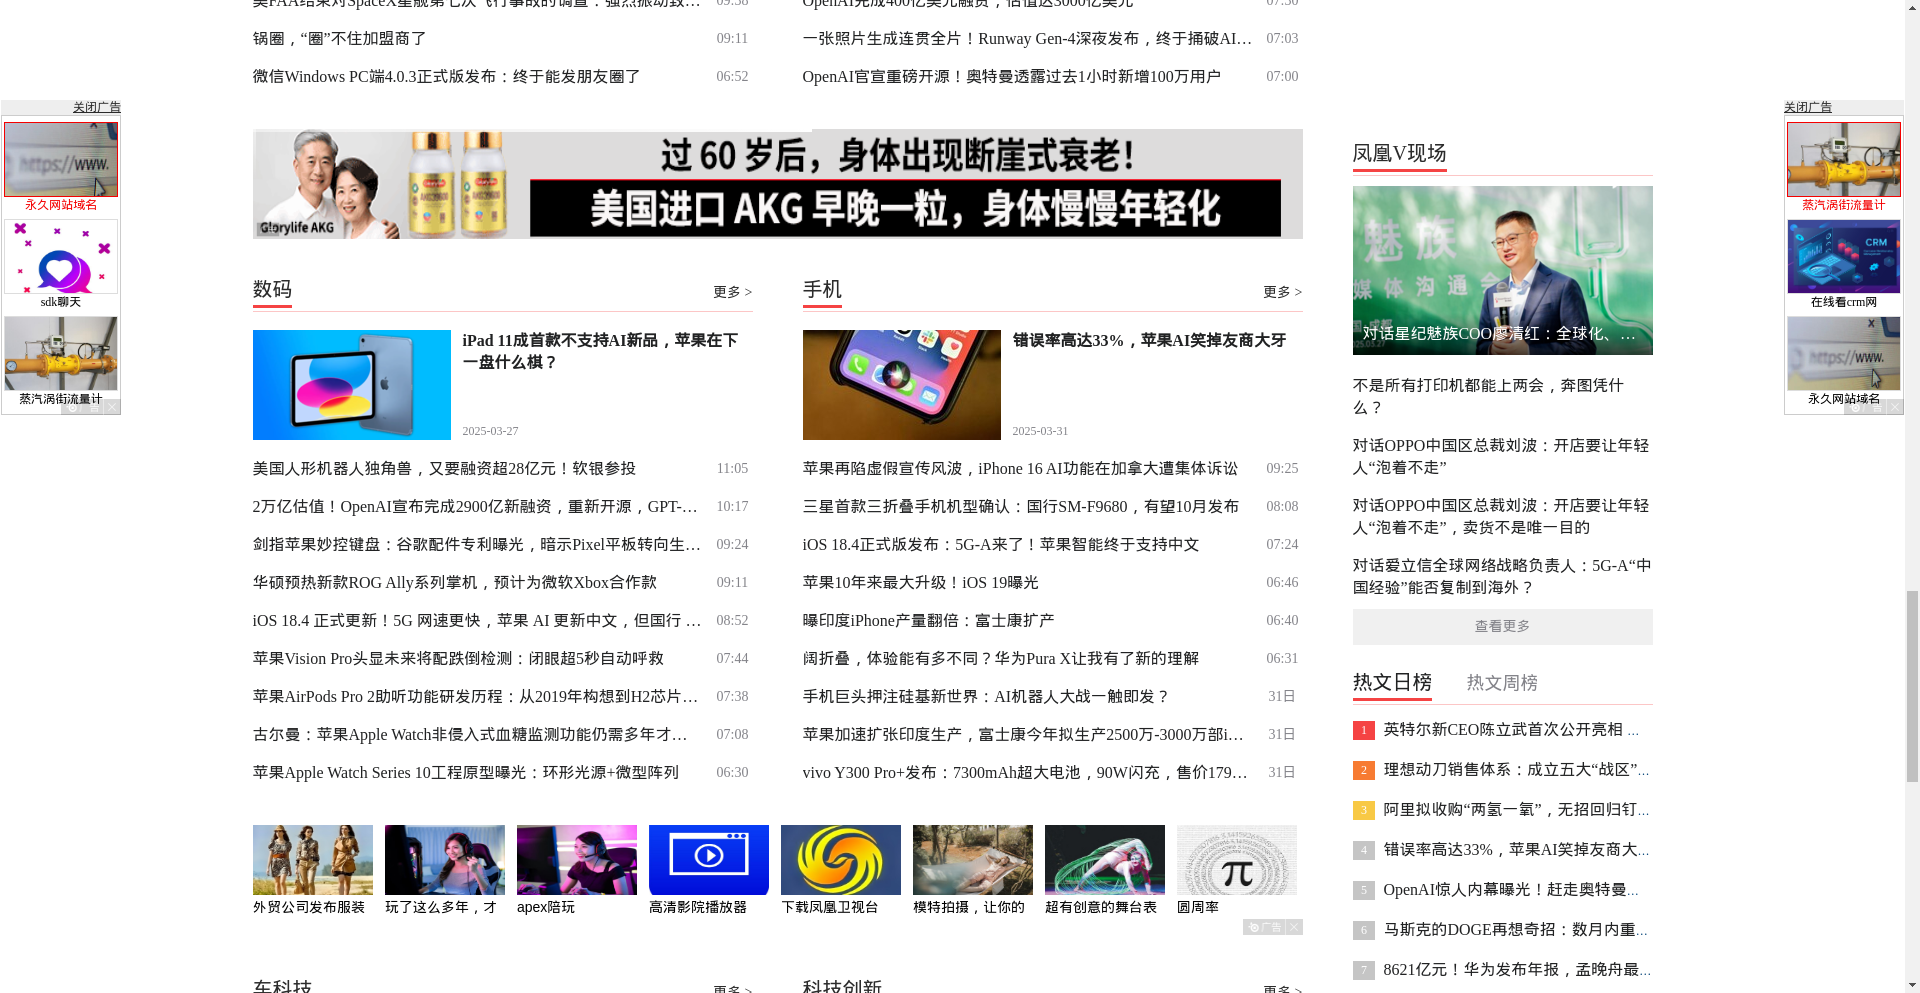 美FAA结束对SpaceX星舰第七次飞行事故的调查：强烈振动致… 09:38
锅圈，“圈”不住加盟商了 09:11
微信Windows PC端4.0.3正式版发布：终于能发朋友圈了 06:52
OpenAI完成400亿美元融资，估值达3000亿美元 07:30
一张照片生成连贯全片！Runway Gen-4深夜发布，终于捅破AI… 07:03
OpenAI官宣重磅开源！奥特曼透露过去1小时新增100万用户 07:00
关闭广告
https://www.
永久网站域名
sdk聊天
蒸汽涡街流量计
广告
过 60 岁后，身体出现断崖式衰老！
美国进口 AKG 早晚一粒，身体慢慢年轻化
Glorylife AKG
数码
更多 >
iPad 11成首款不支持AI新品，苹果在下
一盘什么棋？
2025-03-27
美国人形机器人独角兽，又要融资超28亿元！软银参投 11:05
2万亿估值！OpenAI宣布完成2900亿新融资，重新开源，GPT-… 10:17
剑指苹果妙控键盘：谷歌配件专利曝光，暗示Pixel平板转向生… 09:24
华硕预热新款ROG Ally系列掌机，预计为微软Xbox合作款 09:11
iOS 18.4 正式更新！5G 网速更快，苹果 AI 更新中文，但国行 … 08:52
苹果Vision Pro头显未来将配跌倒检测：闭眼超5秒自动呼救 07:44
苹果AirPods Pro 2助听功能研发历程：从2019年构想到H2芯片… 07:38
古尔曼：苹果Apple Watch非侵入式血糖监测功能仍需多年才… 07:08
苹果Apple Watch Series 10工程原型曝光：环形光源+微型阵列 06:30
手机
更多 >
错误率高达33%，苹果AI笑掉友商大牙
2025-03-31
苹果再陷虚假宣传风波，iPhone 16 AI功能在加拿大遭集体诉讼 09:25
三星首款三折叠手机机型确认：国行SM-F9680，有望10月发布 08:08
iOS 18.4正式版发布：5G-A来了！苹果智能终于支持中文 07:24
苹果10年来最大升级！iOS 19曝光 06:46
曝印度iPhone产量翻倍：富士康扩产 06:40
阔折叠，体验能有多不同？华为Pura X让我有了新的理解 06:31
手机巨头押注硅基新世界：AI机器人大战一触即发？ 31日
苹果加速扩张印度生产，富士康今年拟生产2500万-3000万部i… 31日
vivo Y300 Pro+发布：7300mAh超大电池，90W闪充，售价179… 31日
外贸公司发布服装
玩了这么多年，才
apex陪玩
高清影院播放器
下载凤凰卫视台
模特拍摄，让你的
超有创意的舞台表
圆周率
π
广告
车科技
更多 >
科技创新
更多 >
凤凰V现场
魅族
媒体沟通会
对话星纪魅族COO廖清红：全球化、…
不是所有打印机都能上两会，奔图凭什
么？
对话OPPO中国区总裁刘波：开店要让年轻
人“泡着不走”
对话OPPO中国区总裁刘波：开店要让年轻
人“泡着不走”，卖货不是唯一目的
对话爱立信全球网络战略负责人：5G-A“中
国经验”能否复制到海外？
查看更多
热文日榜 热文周榜
1 英特尔新CEO陈立武首次公开亮相 ...
2 理想动刀销售体系：成立五大“战区”...
3 阿里拟收购“两氢一氧”，无招回归钉...
4 错误率高达33%，苹果AI笑掉友商大...
5 OpenAI惊人内幕曝光！赶走奥特曼...
6 马斯克的DOGE再想奇招：数月内重...
7 8621亿元！华为发布年报，孟晚舟最...
关闭广告
蒸汽涡街流量计
CRM
在线看crm网
https://www.
永久网站域名
广告